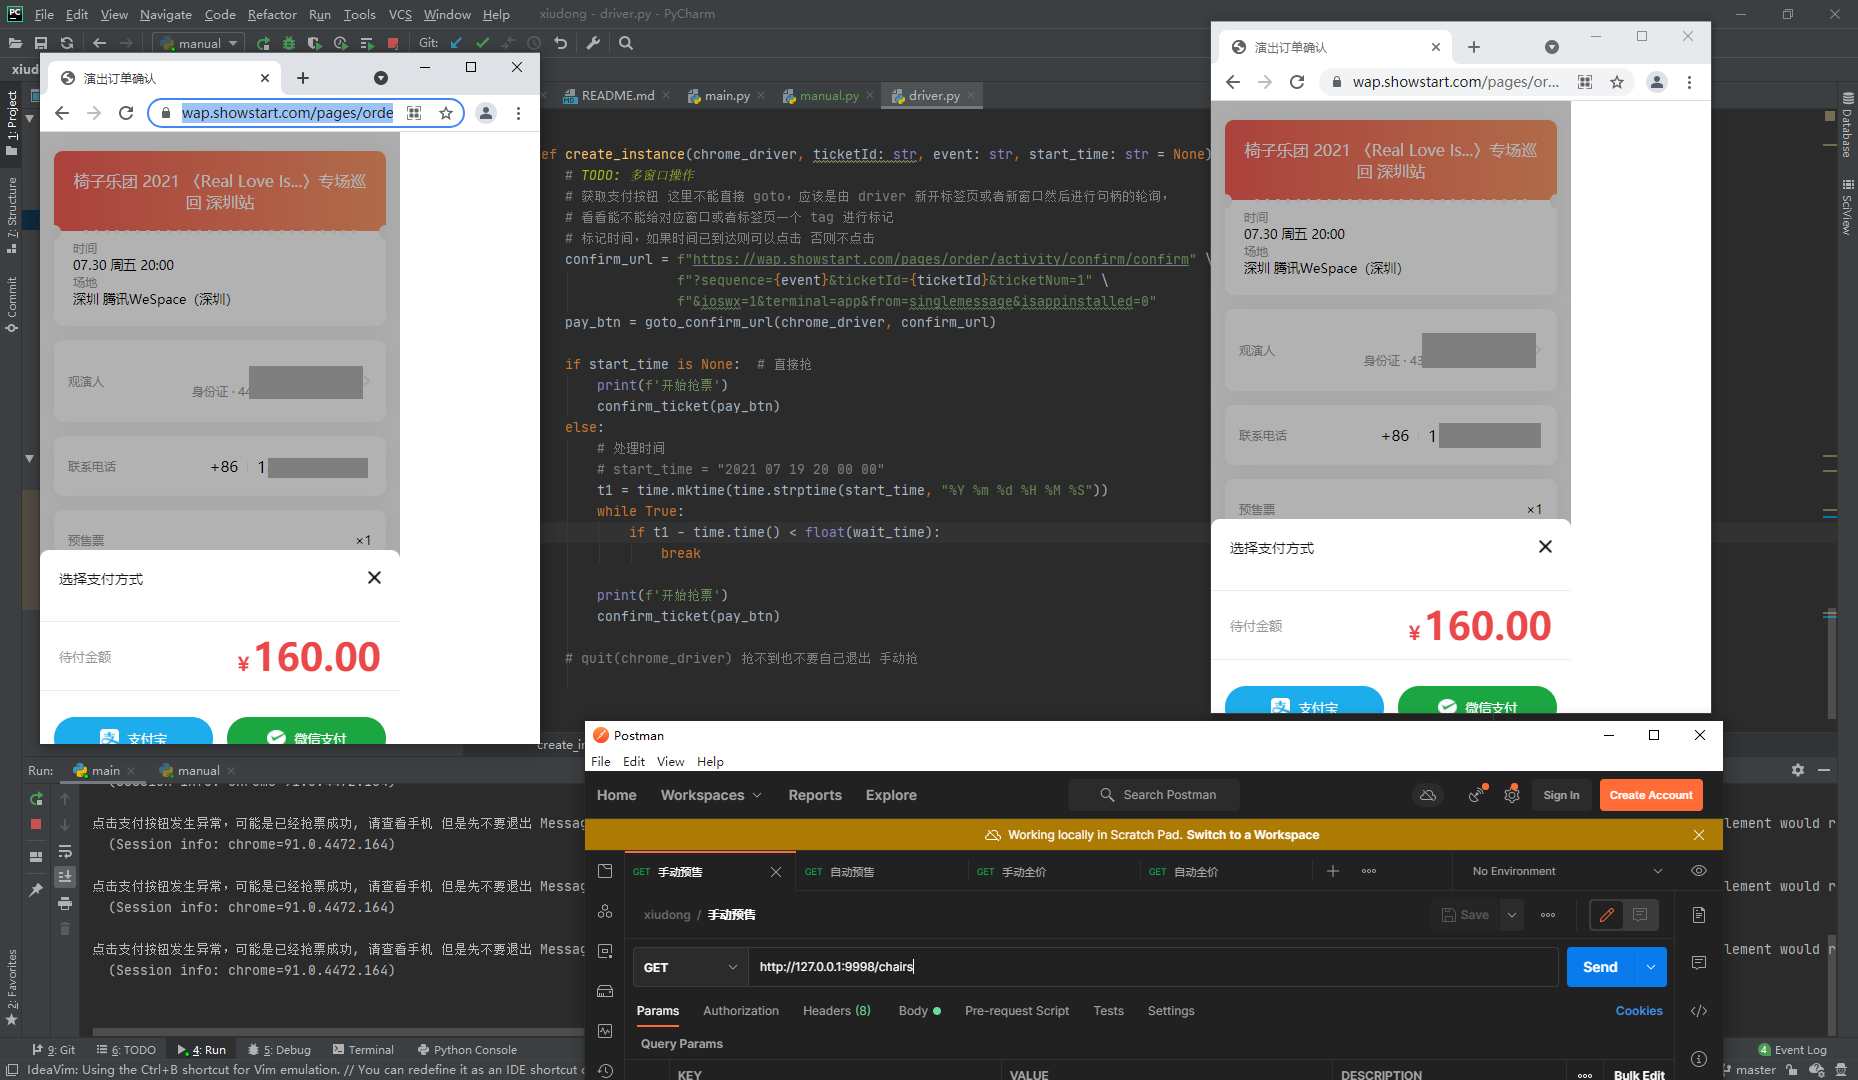 File Edit View Navigate Code Refactor Run Tools VCS Window Help xiudong - driver.py - PyCharm
manual Git:
xiudo
README.md main.py manual.py driver.py
1: Project
7: Structure
Commit
2: Favorites
Database
SciView
演出订单确认
wap.showstart.com/pages/orde
椅子乐团 2021 〈Real Love Is...〉专场巡
回 深圳站
时间
07.30 周五 20:00
场地
深圳 腾讯WeSpace（深圳）
观演人
身份证 · 44
联系电话 +86 1
预售票 ×1
选择支付方式
待付金额 ¥160.00
支付宝 微信支付
ef create_instance(chrome_driver, ticketId: str, event: str, start_time: str = None)
# TODO: 多窗口操作
# 获取支付按钮 这里不能直接 goto，应该是由 driver 新开标签页或者新窗口然后进行句柄的轮询，
# 看看能不能给对应窗口或者标签页一个 tag 进行标记
# 标记时间，如果时间已到达则可以点击 否则不点击
confirm_url = f"https://wap.showstart.com/pages/order/activity/confirm/confirm" \
f"?sequence={event}&ticketId={ticketId}&ticketNum=1" \
f"&ioswx=1&terminal=app&from=singlemessage&isappinstalled=0"
pay_btn = goto_confirm_url(chrome_driver, confirm_url)
if start_time is None: # 直接抢
print(f'开始抢票')
confirm_ticket(pay_btn)
else:
# 处理时间
# start_time = "2021 07 19 20 00 00"
t1 = time.mktime(time.strptime(start_time, "%Y %m %d %H %M %S"))
while True:
if t1 - time.time() < float(wait_time):
break
print(f'开始抢票')
confirm_ticket(pay_btn)
# quit(chrome_driver) 抢不到也不要自己退出 手动抢
create_i
演出订单确认
wap.showstart.com/pages/or...
椅子乐团 2021 〈Real Love Is...〉专场巡
回 深圳站
时间
07.30 周五 20:00
场地
深圳 腾讯WeSpace（深圳）
观演人
身份证 · 43
联系电话 +86 1
预售票 ×1
选择支付方式
待付金额 ¥160.00
支付宝 微信支付
Run: main manual
(Session info: chrome=91.0.4472.164)
点击支付按钮发生异常，可能是已经抢票成功, 请查看手机 但是先不要退出 Messag
lement would r
(Session info: chrome=91.0.4472.164)
点击支付按钮发生异常，可能是已经抢票成功, 请查看手机 但是先不要退出 Messag
lement would r
(Session info: chrome=91.0.4472.164)
点击支付按钮发生异常，可能是已经抢票成功, 请查看手机 但是先不要退出 Messag
lement would r
(Session info: chrome=91.0.4472.164)
Postman
File Edit View Help
Home Workspaces Reports Explore Search Postman Sign In Create Account
Working locally in Scratch Pad. Switch to a Workspace
GET 手动预售 GET 自动预售 GET 手动全价 GET 自动全价 No Environment
xiudong / 手动预售 Save
GET http://127.0.0.1:9998/chairs Send
Params Authorization Headers (8) Body Pre-request Script Tests Settings Cookies
Query Params
KEY VALUE DESCRIPTION Bulk Edit
9: Git 6: TODO 4: Run 5: Debug Terminal Python Console 4 Event Log
IdeaVim: Using the Ctrl+B shortcut for Vim emulation. // You can redefine it as an IDE shortcut master